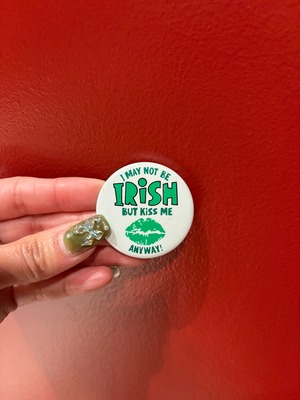 I MAY NOT BE
IRiSH
BUT KiSS ME
ANYWAY!